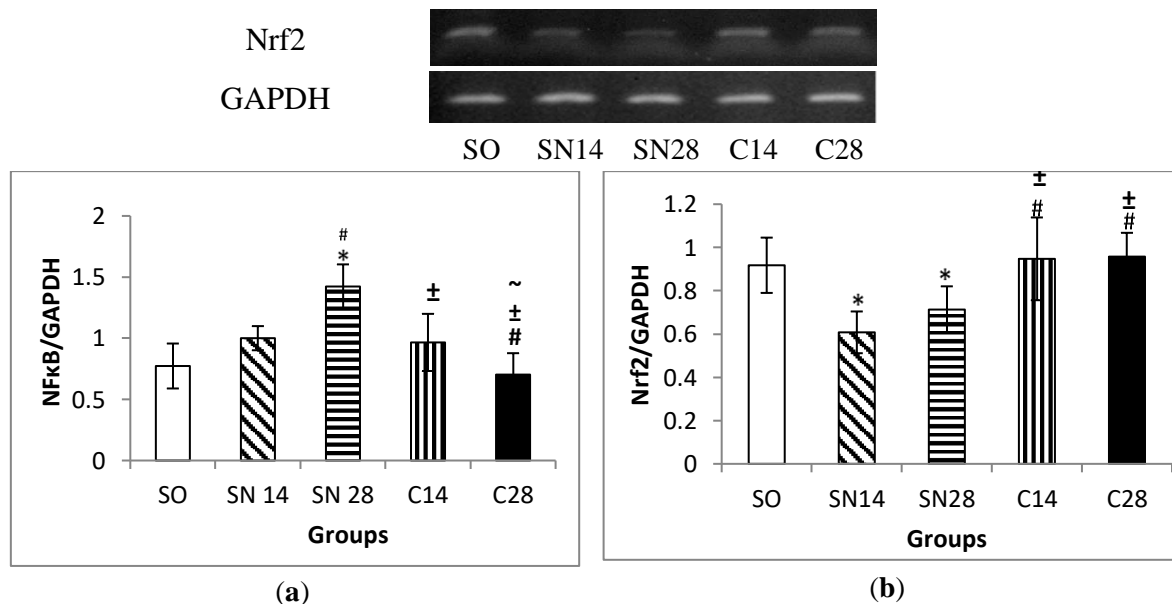 Nrf2
GAPDH
SO SN14 SN28 C14 C28
NFκB/GAPDH
2
1.5
1
0.5
0
#
*
±
~
±
#
SO SN 14 SN 28 C14 C28
Groups
(a)
Nrf2/GAPDH
1.2
1
0.8
0.6
0.4
0.2
0
*
*
±
#
±
#
SO SN14 SN28 C14 C28
Groups
(b)